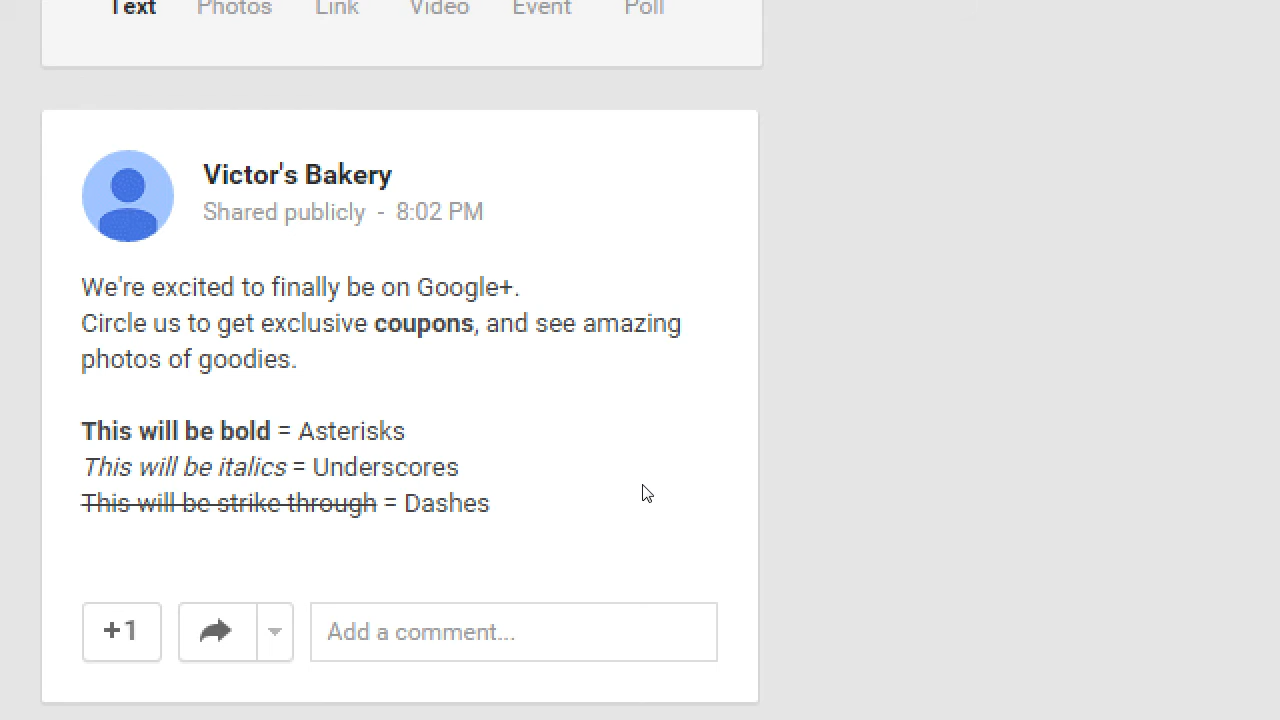 Text Photos Link Video Event Poll
Victor's Bakery
Shared publicly - 8:02 PM
We're excited to finally be on Google+.
Circle us to get exclusive coupons, and see amazing
photos of goodies.
This will be bold = Asterisks
This will be italics = Underscores
This will be strike through = Dashes
+1
Add a comment...